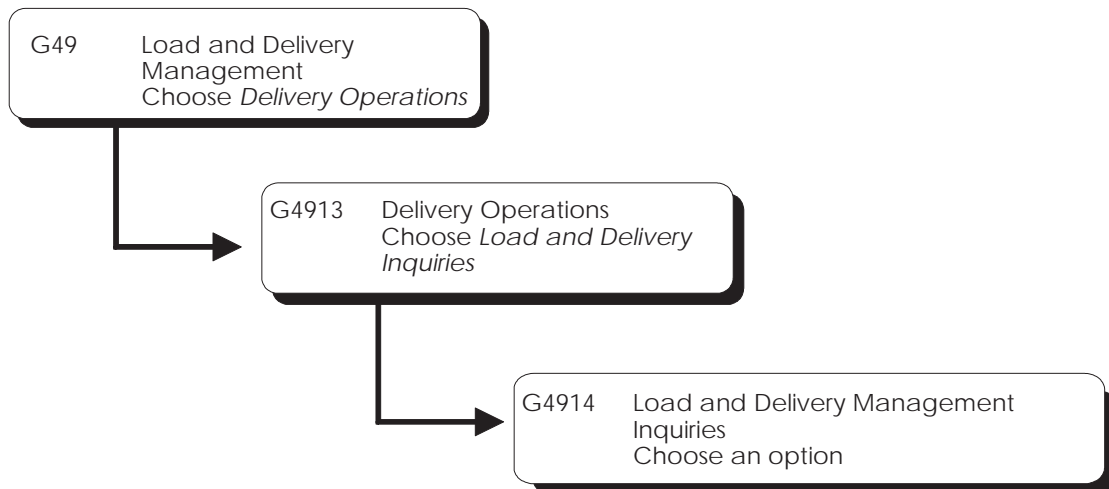 G49 Load and Delivery
Management
Choose Delivery Operations
G4913 Delivery Operations
Choose Load and Delivery
Inquiries
G4914 Load and Delivery Management
Inquiries
Choose an option